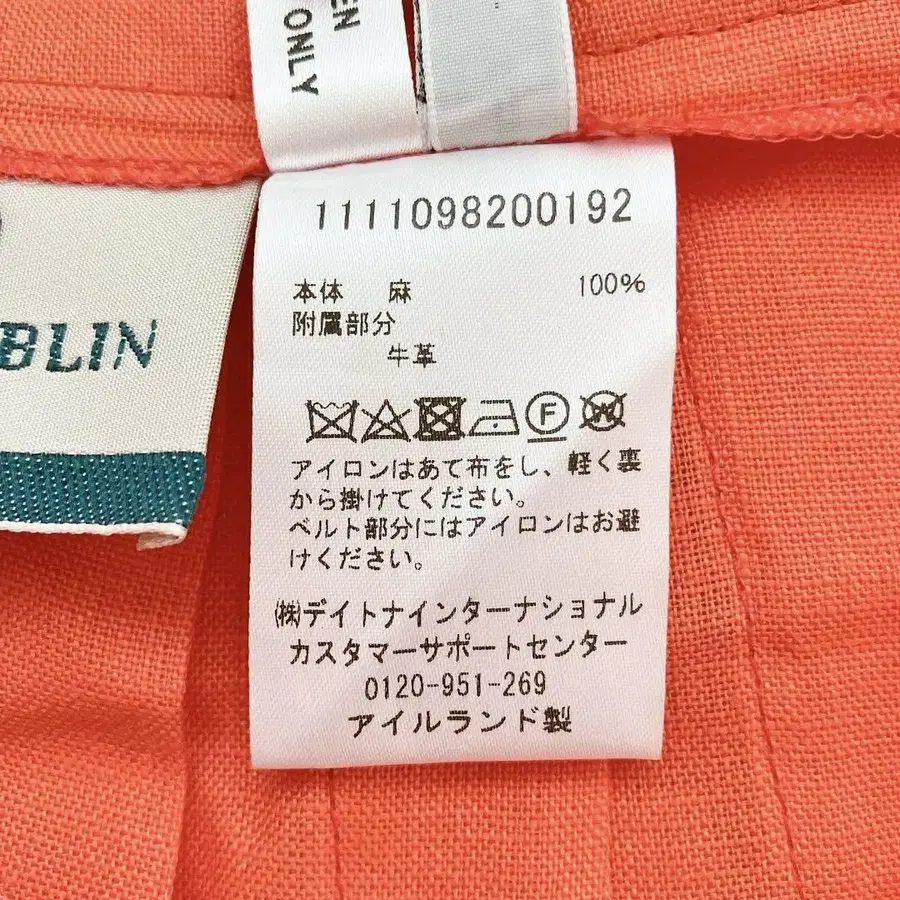 ONLY
BLIN
1111098200192
本体 麻 100%
附属部分
牛革
F W
アイロンはあて布をし、軽く裏
から掛けてください。
ベルト部分にはアイロンはお避
けください。
㈱デイトナインターナショナル
カスタマーサポートセンター
0120-951-269
アイルランド製